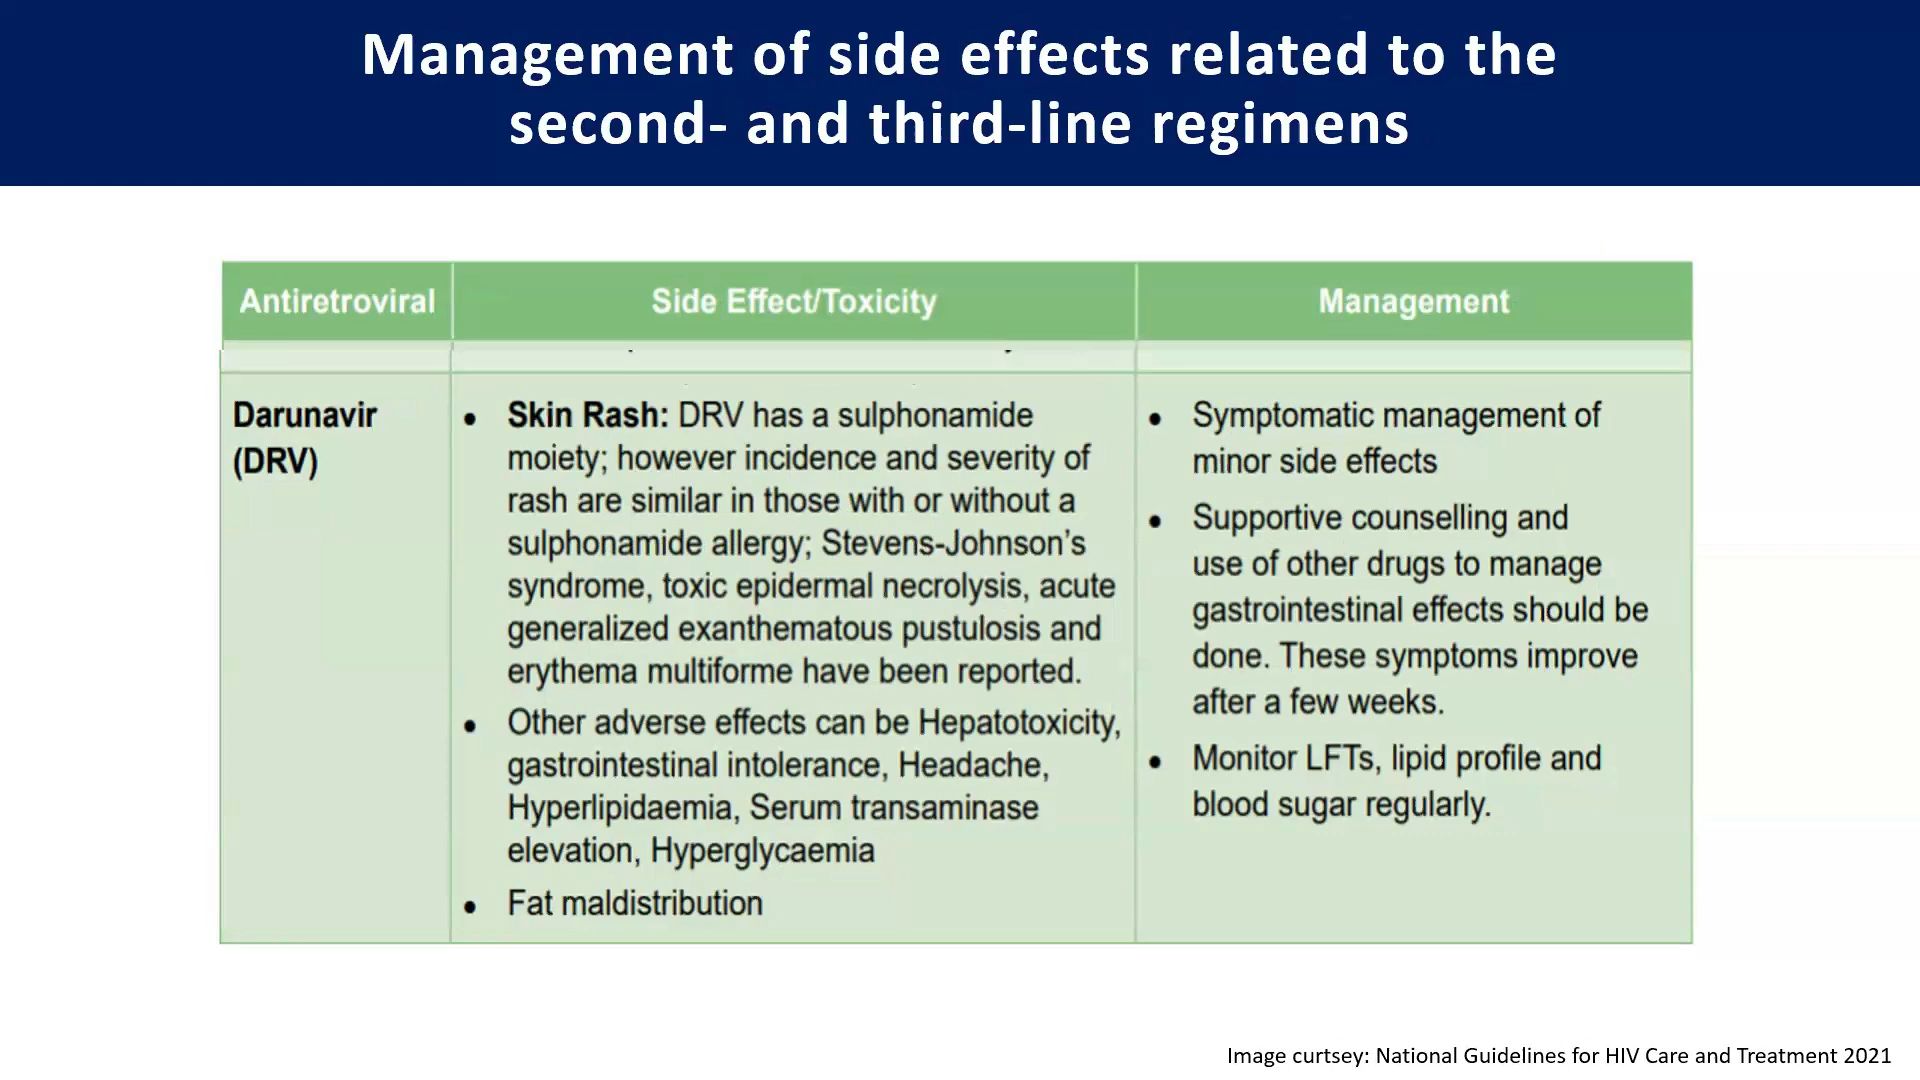 Management of side effects related to the
second- and third-line regimens
Antiretroviral
Side Effect/Toxicity
Management
Darunavir
(DRV)
• Skin Rash: DRV has a sulphonamide
moiety; however incidence and severity of
rash are similar in those with or without a
sulphonamide allergy; Stevens-Johnson’s
syndrome, toxic epidermal necrolysis, acute
generalized exanthematous pustulosis and
erythema multiforme have been reported.
• Other adverse effects can be Hepatotoxicity,
gastrointestinal intolerance, Headache,
Hyperlipidaemia, Serum transaminase
elevation, Hyperglycaemia
• Fat maldistribution
• Symptomatic management of
minor side effects
• Supportive counselling and
use of other drugs to manage
gastrointestinal effects should be
done. These symptoms improve
after a few weeks.
• Monitor LFTs, lipid profile and
blood sugar regularly.
Image curtsey: National Guidelines for HIV Care and Treatment 2021